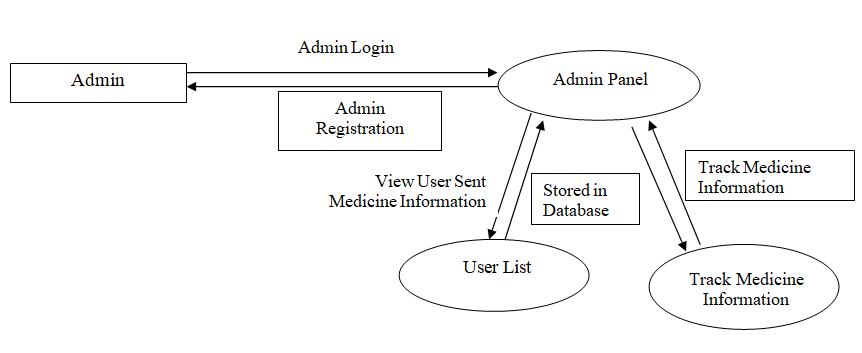 Admin Login
Admin
Admin Panel
Admin
Registration
View User Sent
Medicine Information
Stored in
Database
Track Medicine
Information
User List
Track Medicine
Information